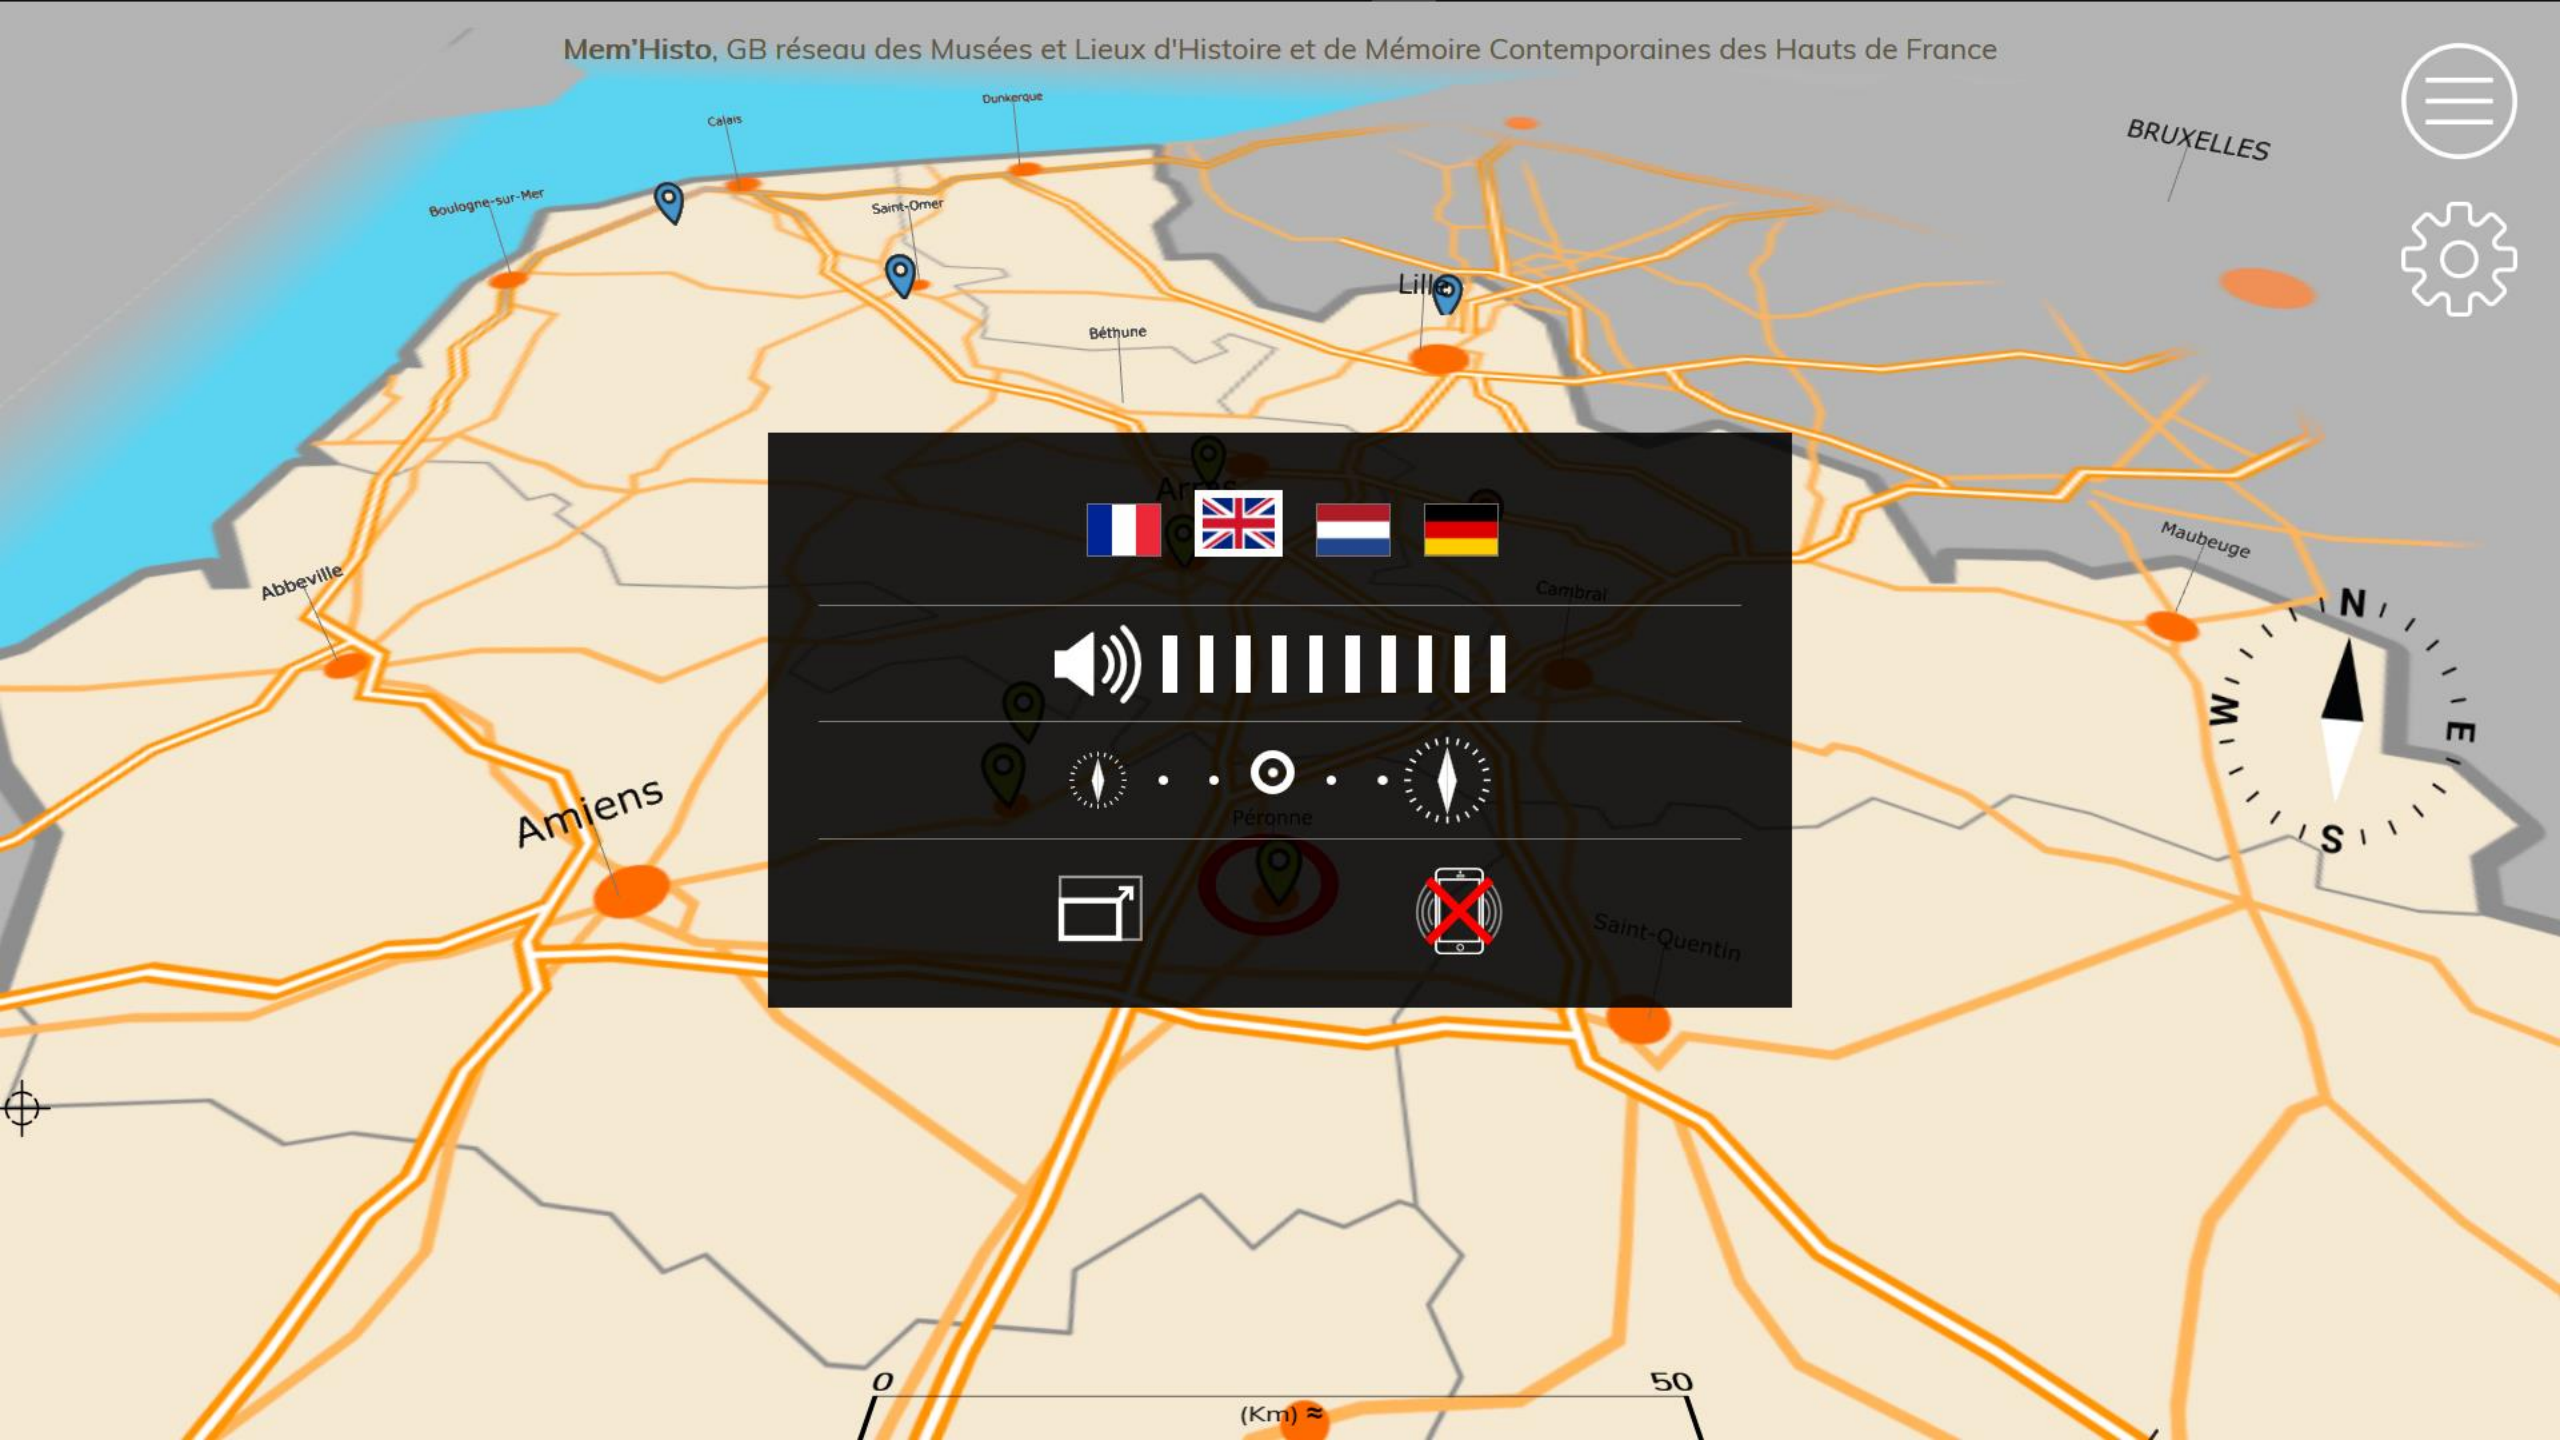 Mem'Histo, GB réseau des Musées et Lieux d'Histoire et de Mémoire Contemporaines des Hauts de France
Dunkerque
Calais
BRUXELLES
Boulogne-sur-Mer
Saint-Omer
Lille
Béthune
Arras
Maubeuge
Abbeville
Cambrai
N
W
E
Amiens
Péronne
S
Saint-Quentin
0
50
(Km) ≈